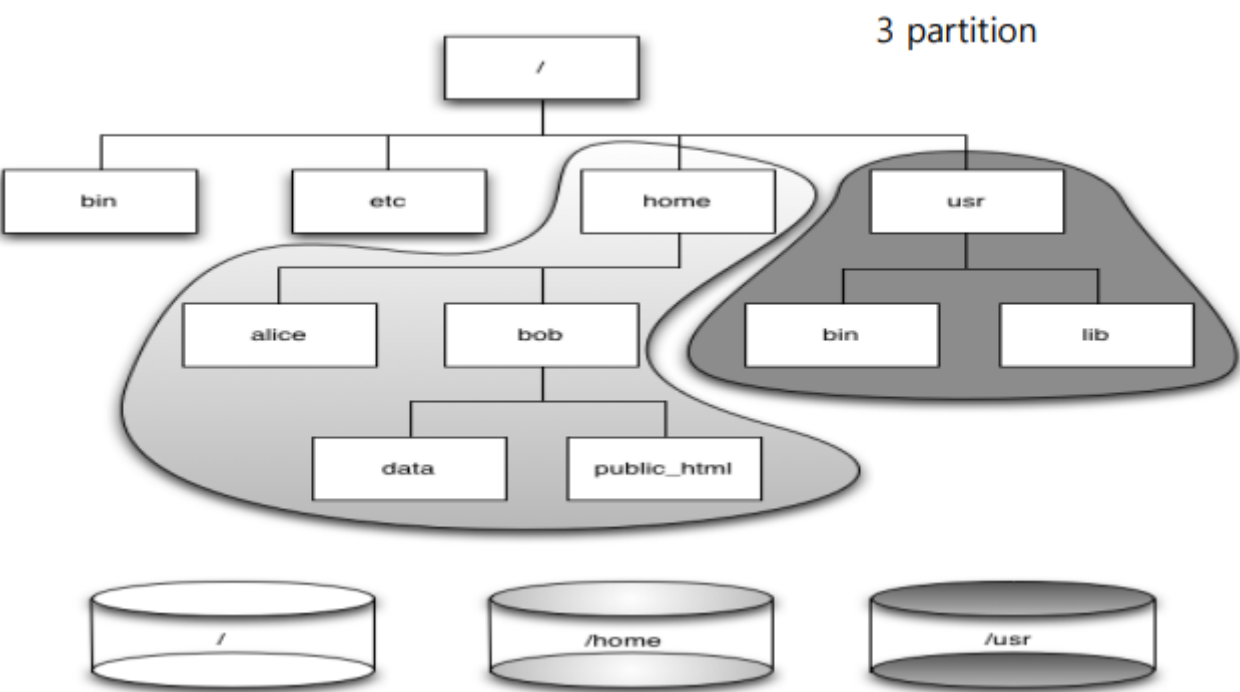 3 partition
/
bin
etc
home
usr
alice
bob
bin
lib
data
public_html
/
/home
/usr